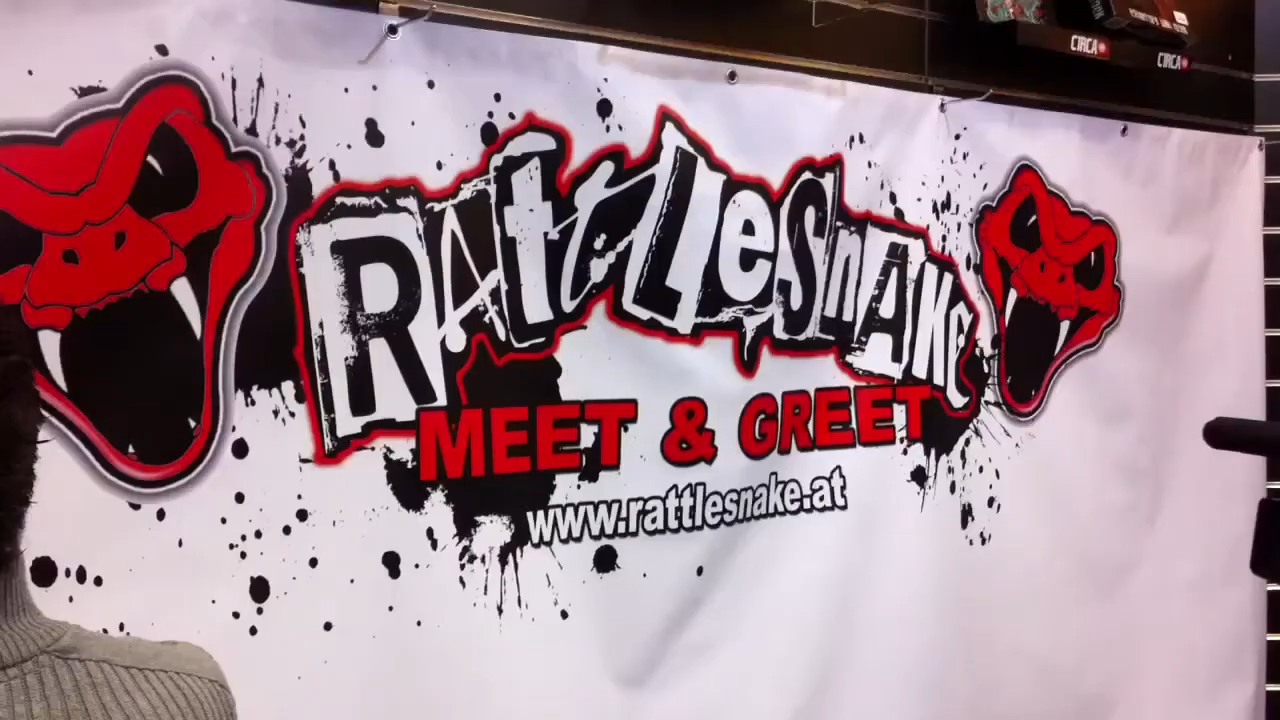 CIRCA
CIRCA
RAttLesnAKe
MEET & GREET
www.rattlesnake.at